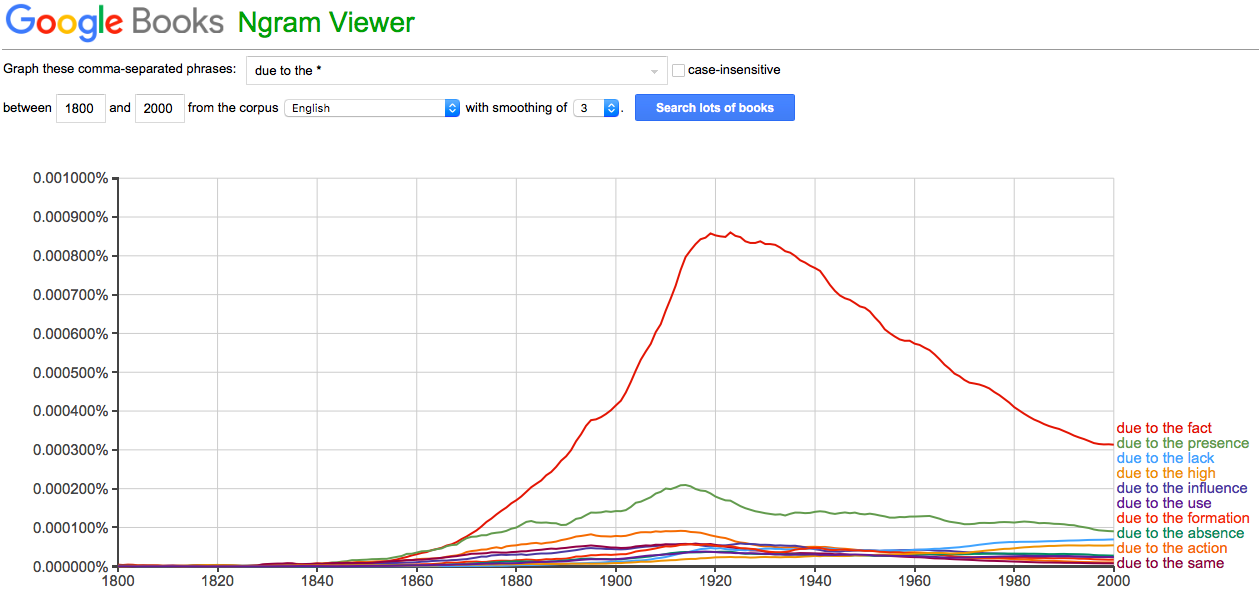 Google Books Ngram Viewer
Graph these comma-separated phrases: due to the * case-insensitive
between 1800 and 2000 from the corpus English with smoothing of 3 . Search lots of books
0.001000%
0.000900%
0.000800%
0.000700%
0.000600%
0.000500%
0.000400%
0.000300%
0.000200%
0.000100%
0.000000%
due to the fact
due to the presence
due to the lack
due to the high
due to the influence
due to the use
due to the formation
due to the absence
due to the action
due to the same
1800 1820 1840 1860 1880 1900 1920 1940 1960 1980 2000